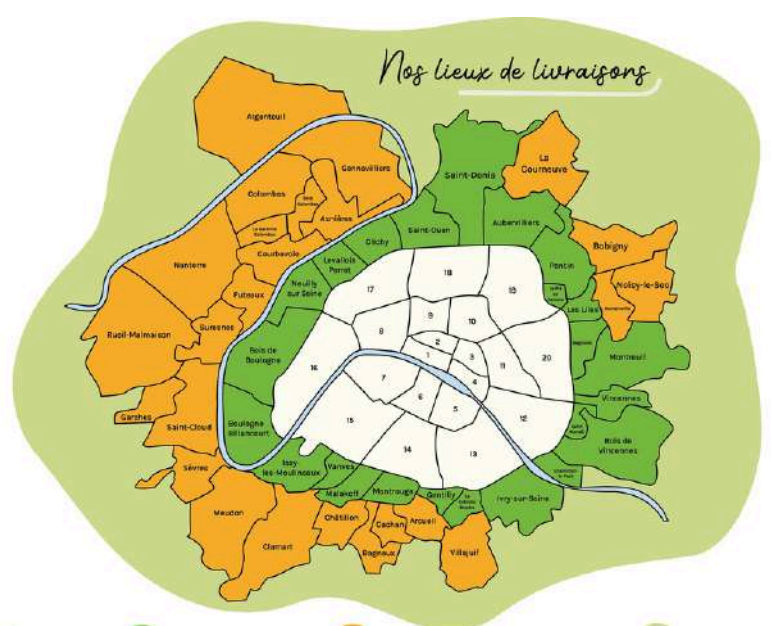 Nos lieux de livraisons
Argenteuil
Gennevilliers
La
Courneuve
Saint-Denis
Colombes
Bois
Colombes
Asnières
La Garenne
Colombes
Saint-Ouen
Aubervilliers
Clichy
Bobigny
Courbevoie
Levallois
Perret
Pantin
Nanterre
18
Neuilly
sur Seine
17
19
Noisy-le-Sec
Puteaux
Les Lilas
9
10
Suresnes
8
Rueil-Malmaison
2
Bois de
Boulogne
1
3
11
20
Montreuil
16
7
4
Vincennes
6
5
12
Garches
Saint-Cloud
Boulogne
Billancourt
15
Bois de
Vincennes
14
13
Sèvres
Issy
les-Moulineaux
Vanves
Malakoff
Montrouge
Gentilly
Ivry-sur-Seine
Meudon
Châtillon
Cachan
Arcueil
Clamart
Bagneux
Villejuif